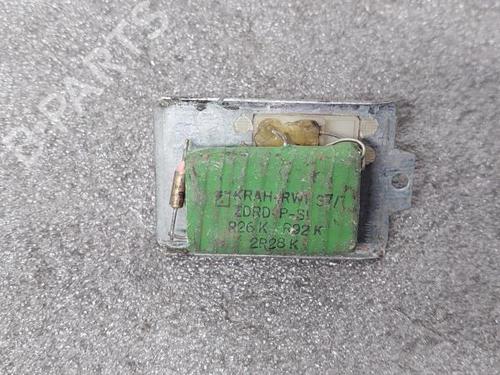 B-PARTS
KRAH-RWI 37/1
ZDRD-P-SI
R26 K R92 K
2R28 K